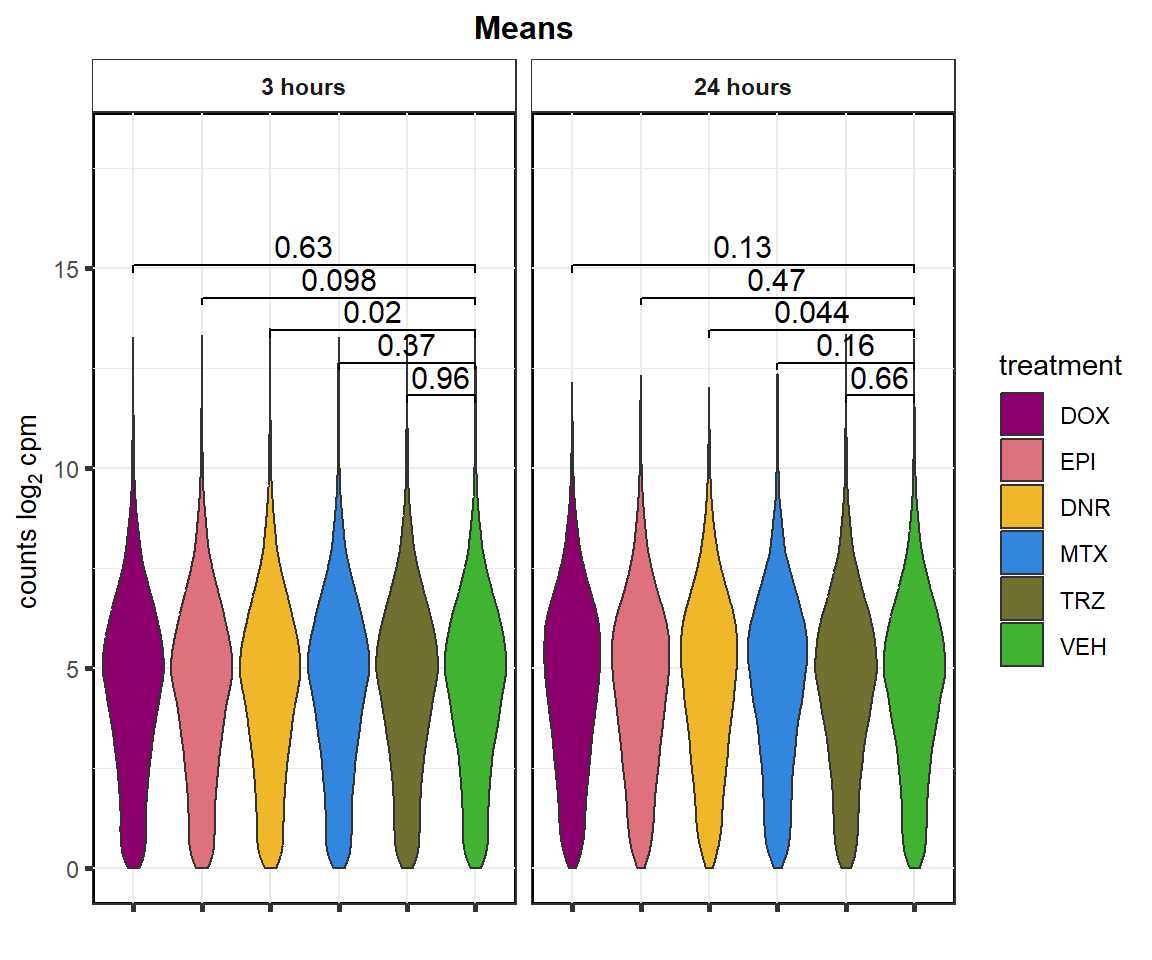 Means
3 hours
24 hours
0.63
0.098
0.02
0.37
0.96
0.13
0.47
0.044
0.16
0.66
15
10
5
0
counts log₂ cpm
treatment
DOX
EPI
DNR
MTX
TRZ
VEH